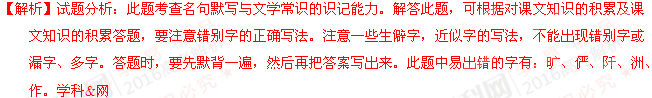 【解析】试题分析：此题考查名句默写与文学常识的识记能力。解答此题，可根据对课文知识的积累及课
文知识的积累答题，要注意错别字的正确写法。注意一些生僻字，近似字的写法，不能出现错别字或
漏字、多字。答题时，要先默背一遍，然后再把答案写出来。此题中易出错的字有：旷、俨、阡、洲、
作。学科&网